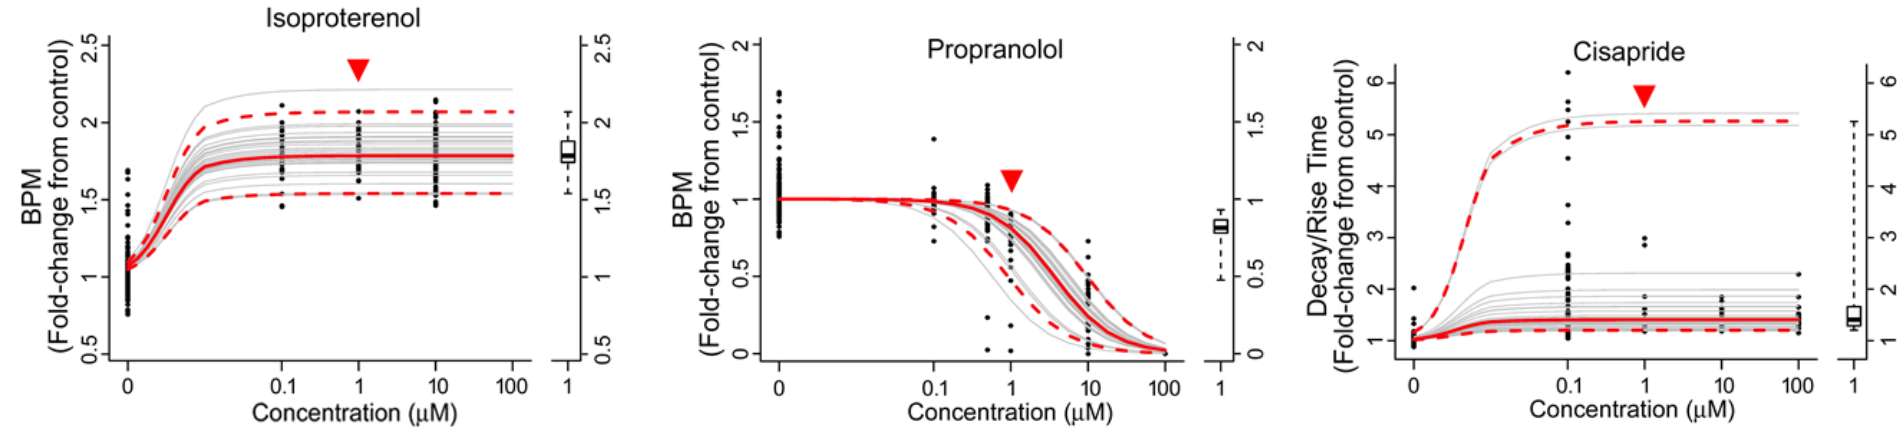 Isoproterenol
BPM
(Fold-change from control)
2.5
2
1.5
1
0.5
0 0.1 1 10 100
Concentration (µM)
2.5
2
1.5
1
0.5
1
Propranolol
BPM
(Fold-change from control)
2
1.5
1
0.5
0
0 0.1 1 10 100
Concentration (µM)
2
1.5
1
0.5
0
1
Cisapride
Decay/Rise Time
(Fold-change from control)
6
5
4
3
2
1
0 0.1 1 10 100
Concentration (µM)
6
5
4
3
2
1
1